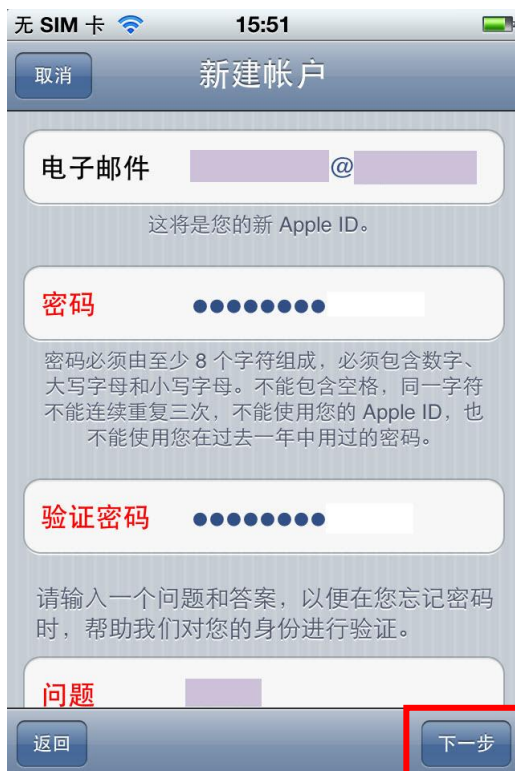 无 SIM 卡 15:51
取消 新建帐户
电子邮件 @
这将是您的新 Apple ID。
密码 ●●●●●●●●
密码必须由至少 8 个字符组成，必须包含数字、
大写字母和小写字母。不能包含空格，同一字符
不能连续重复三次，不能使用您的 Apple ID，也
不能使用您在过去一年中用过的密码。
验证密码 ●●●●●●●●
请输入一个问题和答案，以便在您忘记密码
时，帮助我们对您的身份进行验证。
问题
返回 下一步